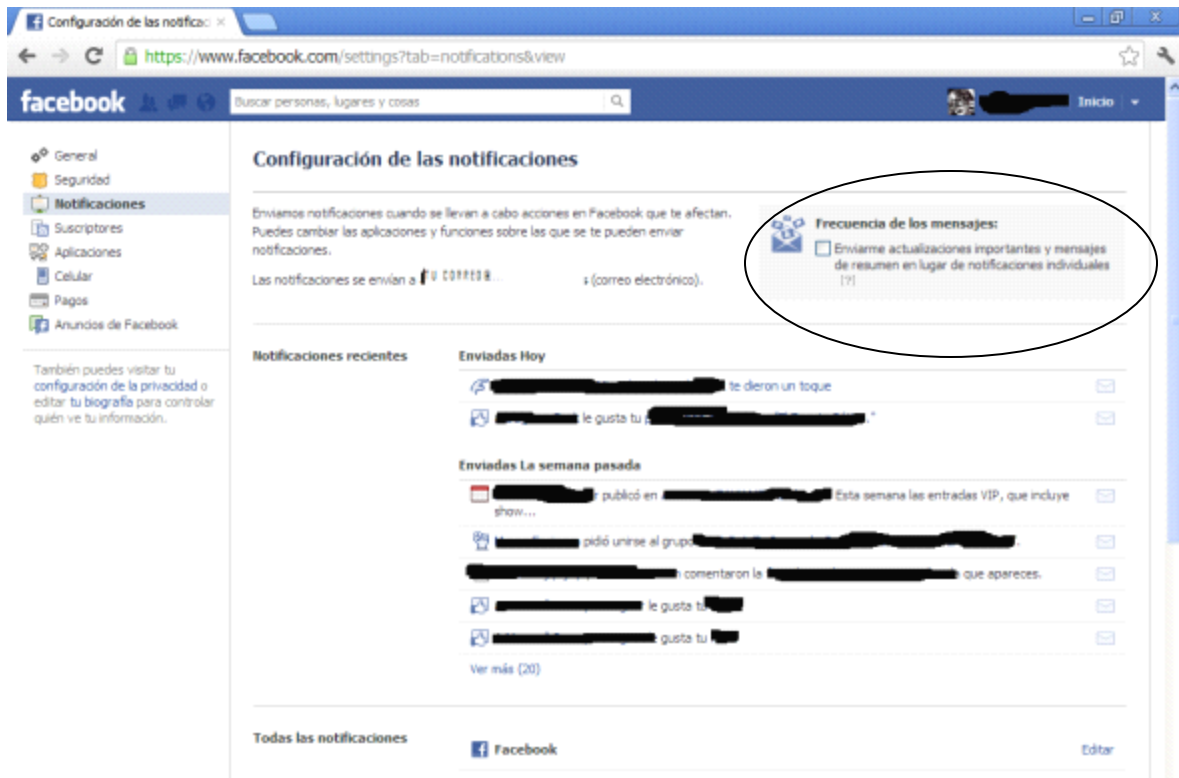 Configuración de las notificac
https://www.facebook.com/settings?tab=notifications&view
facebook
Buscar personas, lugares y cosas
Inicio
General
Seguridad
Notificaciones
Suscriptores
Aplicaciones
Celular
Pagos
Anuncios de Facebook
También puedes visitar tu
configuración de la privacidad o
editar tu biografía para controlar
quién ve tu información.
Configuración de las notificaciones
Enviamos notificaciones cuando se llevan a cabo acciones en Facebook que te afectan.
Puedes cambiar las aplicaciones y funciones sobre las que se te pueden enviar
notificaciones.
Las notificaciones se envían a TU CORREO... s (correo electrónico).
Frecuencia de los mensajes:
Enviarme actualizaciones importantes y mensajes
de resumen en lugar de notificaciones individuales
[?]
Notificaciones recientes
Enviadas Hoy
te dieron un toque
le gusta tu ."
Enviadas La semana pasada
r publicó en Esta semana las entradas VIP, que incluye
show...
pidió unirse al grupo .
n comentaron la que apareces.
le gusta tu
gusta tu
Ver más (20)
Todas las notificaciones
Facebook
Editar